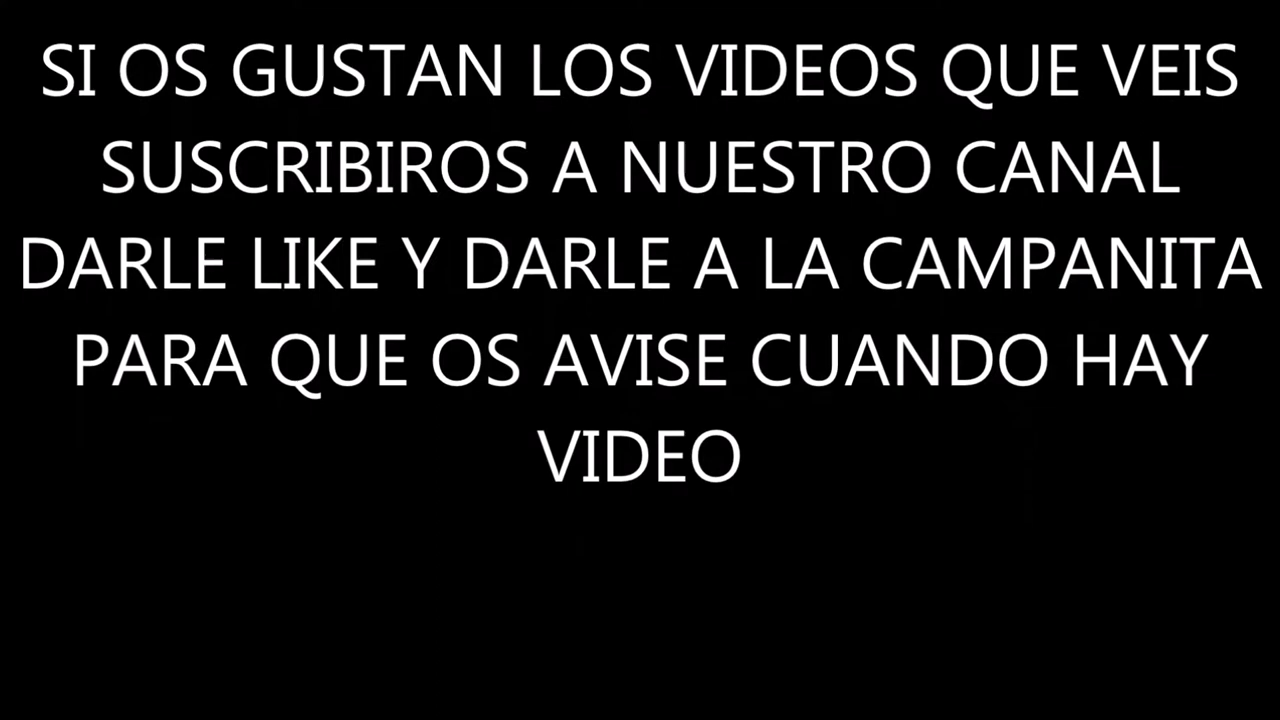 SI OS GUSTAN LOS VIDEOS QUE VEIS
SUSCRIBIROS A NUESTRO CANAL
DARLE LIKE Y DARLE A LA CAMPANITA
PARA QUE OS AVISE CUANDO HAY
VIDEO